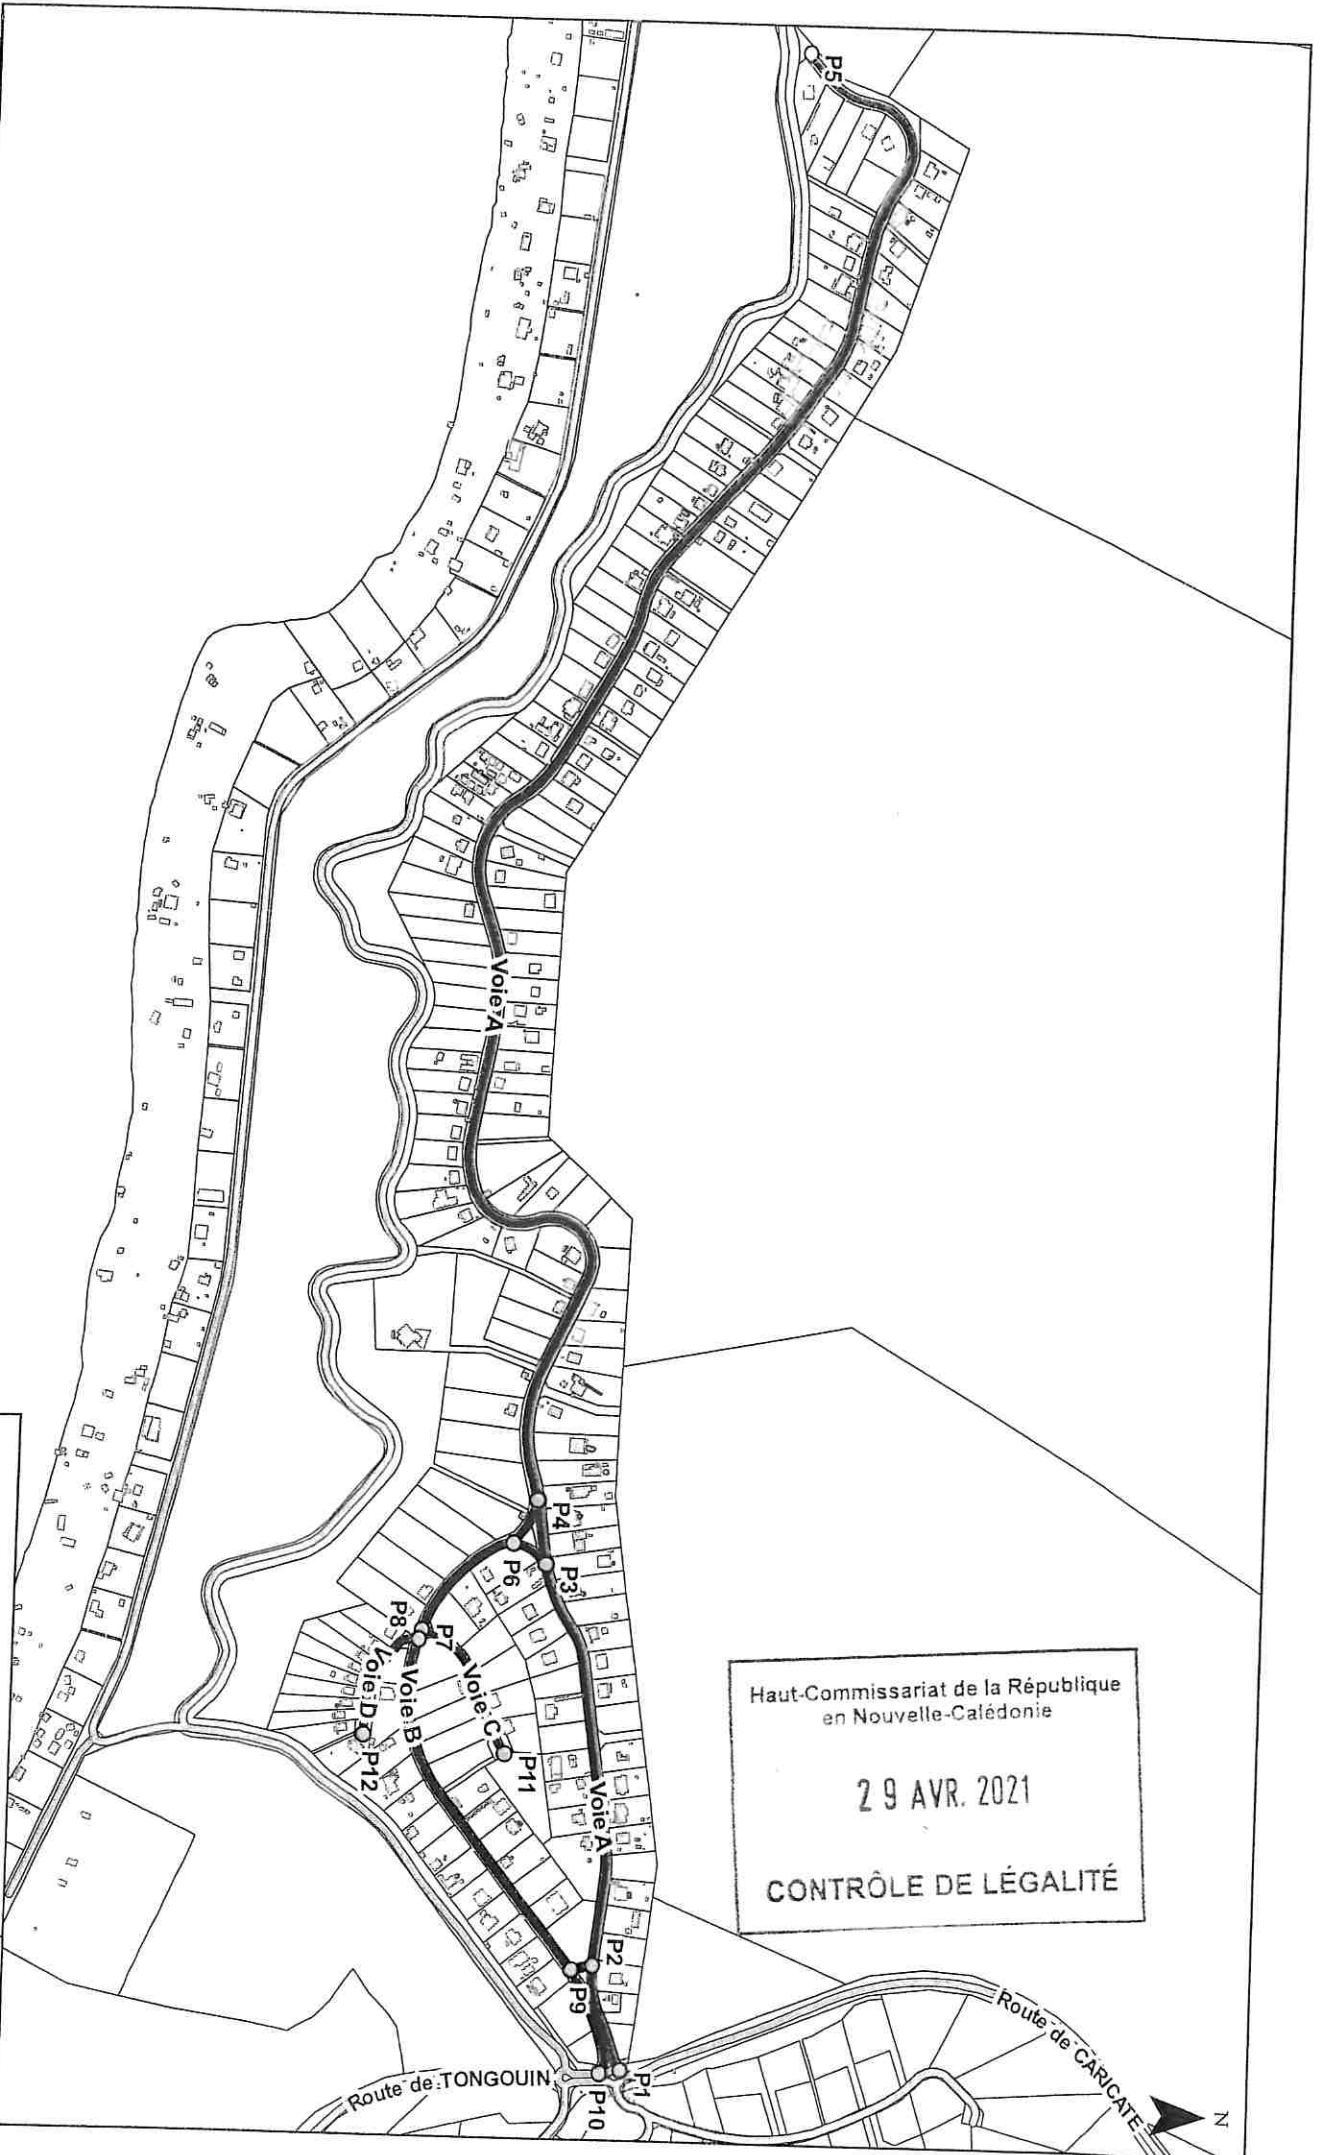 P5
Voie A
P4
P3
P6
P8
P7
Voie D
Voie B
Voie C
P12
P11
Voie A
P2
P9
P1
P10
Route de TONGOUIN
Route de CARICATE
N
Haut-Commissariat de la République
en Nouvelle-Calédonie
29 AVR. 2021
CONTRÔLE DE LÉGALITÉ